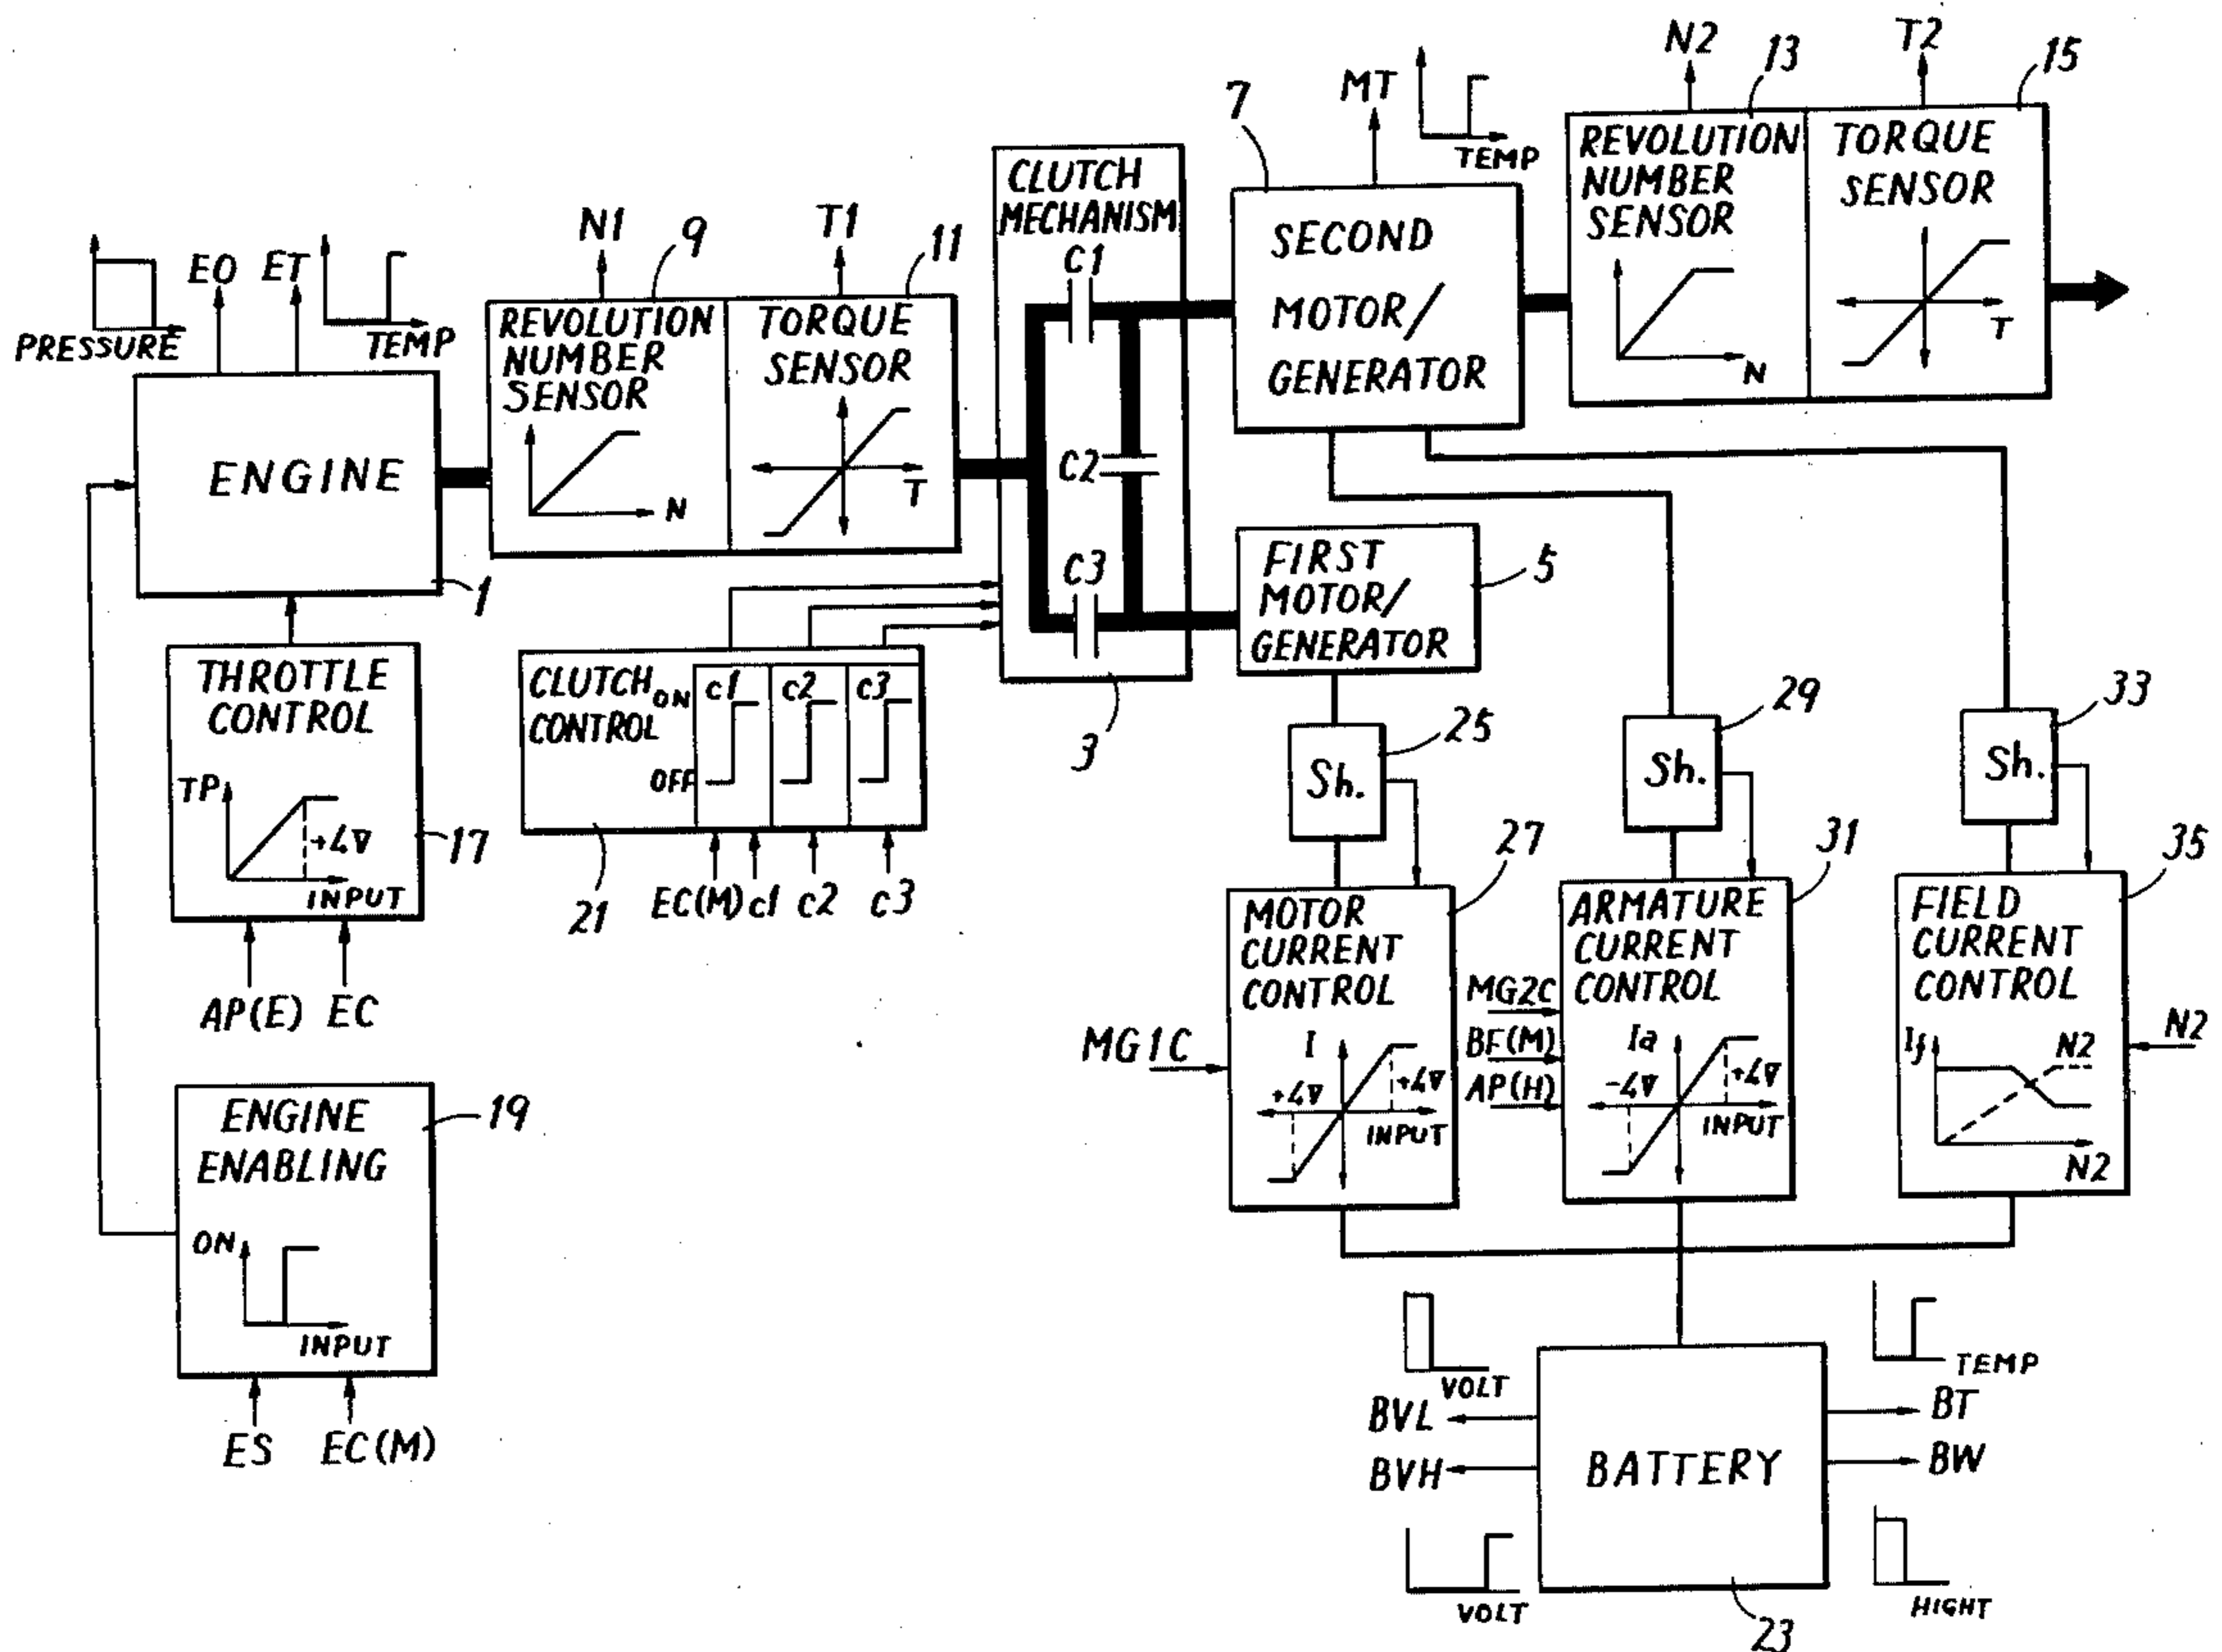 N2
13
T2
15
7
MT
TEMP
REVOLUTION
NUMBER
SENSOR
N
TORQUE
SENSOR
T
CLUTCH
MECHANISM
C1
C2
C3
3
SECOND
MOTOR/
GENERATOR
N1
9
T1
11
PRESSURE
EO
ET
TEMP
REVOLUTION
NUMBER
SENSOR
N
TORQUE
SENSOR
T
ENGINE
1
FIRST
MOTOR/
GENERATOR
5
THROTTLE
CONTROL
TP
+4V
INPUT
17
AP(E)
EC
CLUTCH
CONTROL
ON
OFF
c1
c2
c3
21
EC(M)
c1
c2
c3
Sh.
25
Sh.
29
Sh.
33
MOTOR
CURRENT
CONTROL
I
+4V
+4V
INPUT
27
MG1C
ARMATURE
CURRENT
CONTROL
Ia
-4V
+4V
INPUT
31
MG2C
BF(M)
AP(H)
FIELD
CURRENT
CONTROL
If
N2
N2
35
N2
ENGINE
ENABLING
ON
INPUT
19
ES
EC(M)
VOLT
BVL
BVH
VOLT
BATTERY
23
TEMP
BT
BW
HIGHT